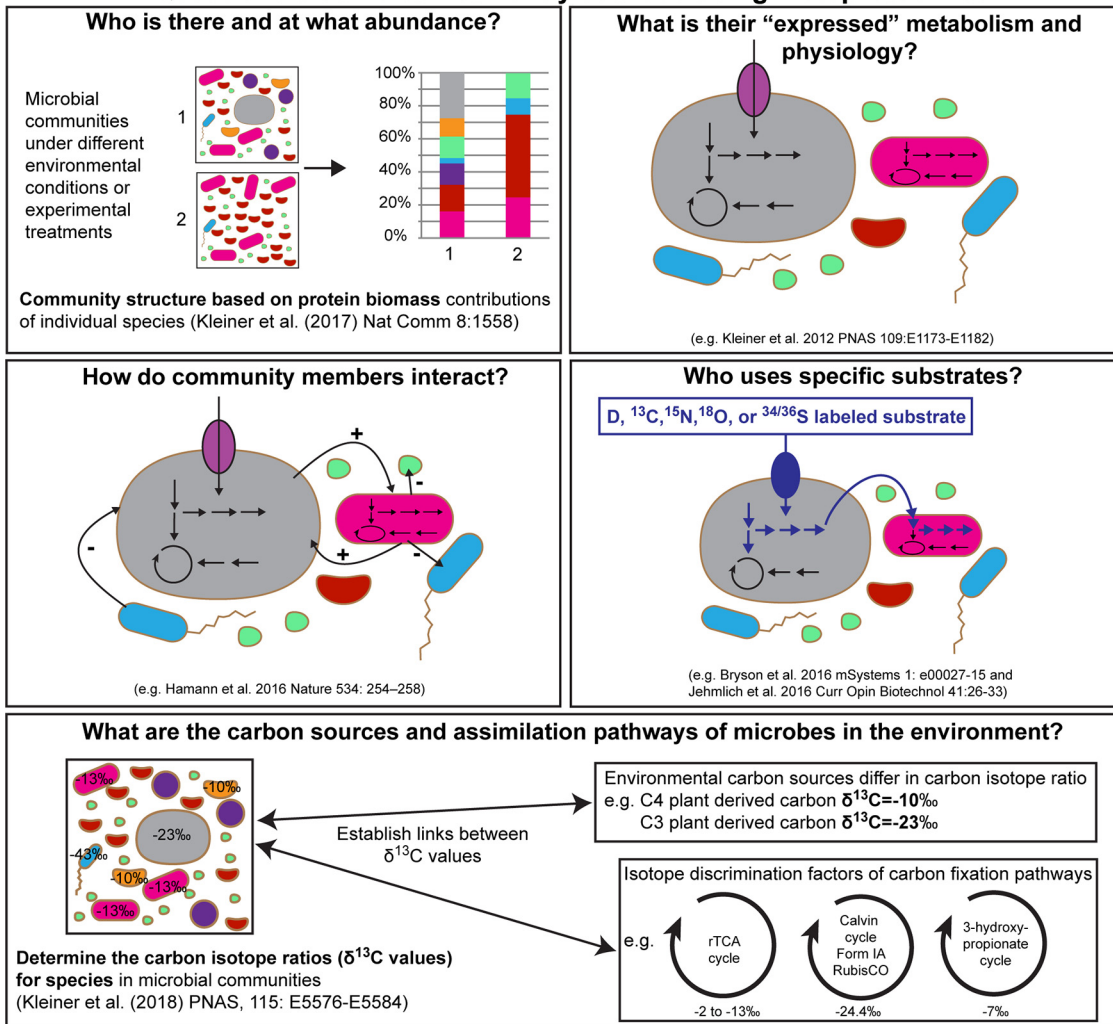 Who is there and at what abundance?
Microbial
communities
under different
environmental
conditions or
experimental
treatments
1
2
100%
80%
60%
40%
20%
0%
1
2
Community structure based on protein biomass contributions
of individual species (Kleiner et al. (2017) Nat Comm 8:1558)
What is their “expressed” metabolism and
physiology?
(e.g. Kleiner et al. 2012 PNAS 109:E1173-E1182)
How do community members interact?
+
-
-
+
-
(e.g. Hamann et al. 2016 Nature 534: 254–258)
Who uses specific substrates?
D, ¹³C,¹⁵N,¹⁸O, or ³⁴/³⁶S labeled substrate
(e.g. Bryson et al. 2016 mSystems 1: e00027-15 and
Jehmlich et al. 2016 Curr Opin Biotechnol 41:26-33)
What are the carbon sources and assimilation pathways of microbes in the environment?
-13‰
-10‰
-23‰
-43‰
-10‰
-13‰
-13‰
Determine the carbon isotope ratios (δ¹³C values)
for species in microbial communities
(Kleiner et al. (2018) PNAS, 115: E5576-E5584)
Establish links between
δ¹³C values
Environmental carbon sources differ in carbon isotope ratio
e.g. C4 plant derived carbon δ¹³C=-10‰
C3 plant derived carbon δ¹³C=-23‰
Isotope discrimination factors of carbon fixation pathways
e.g.
rTCA
cycle
-2 to -13‰
Calvin
cycle
Form IA
RubisCO
-24.4‰
3-hydroxy-
propionate
cycle
-7‰